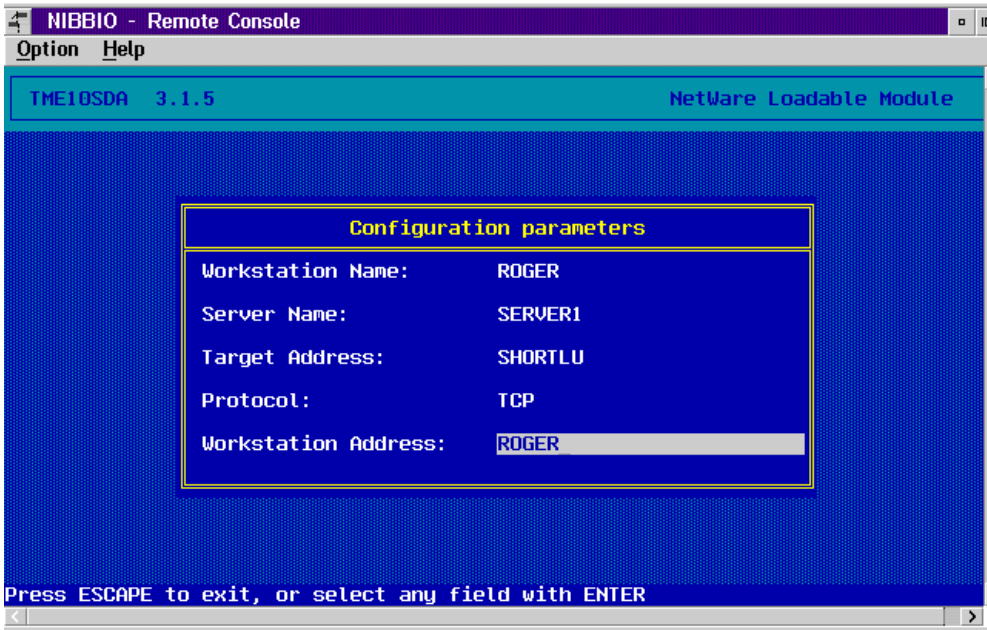 NIBBIO - Remote Console
Option Help
TME10SDA 3.1.5 NetWare Loadable Module
Configuration parameters
Workstation Name: ROGER
Server Name: SERVER1
Target Address: SHORTLU
Protocol: TCP
Workstation Address: ROGER_
Press ESCAPE to exit, or select any field with ENTER